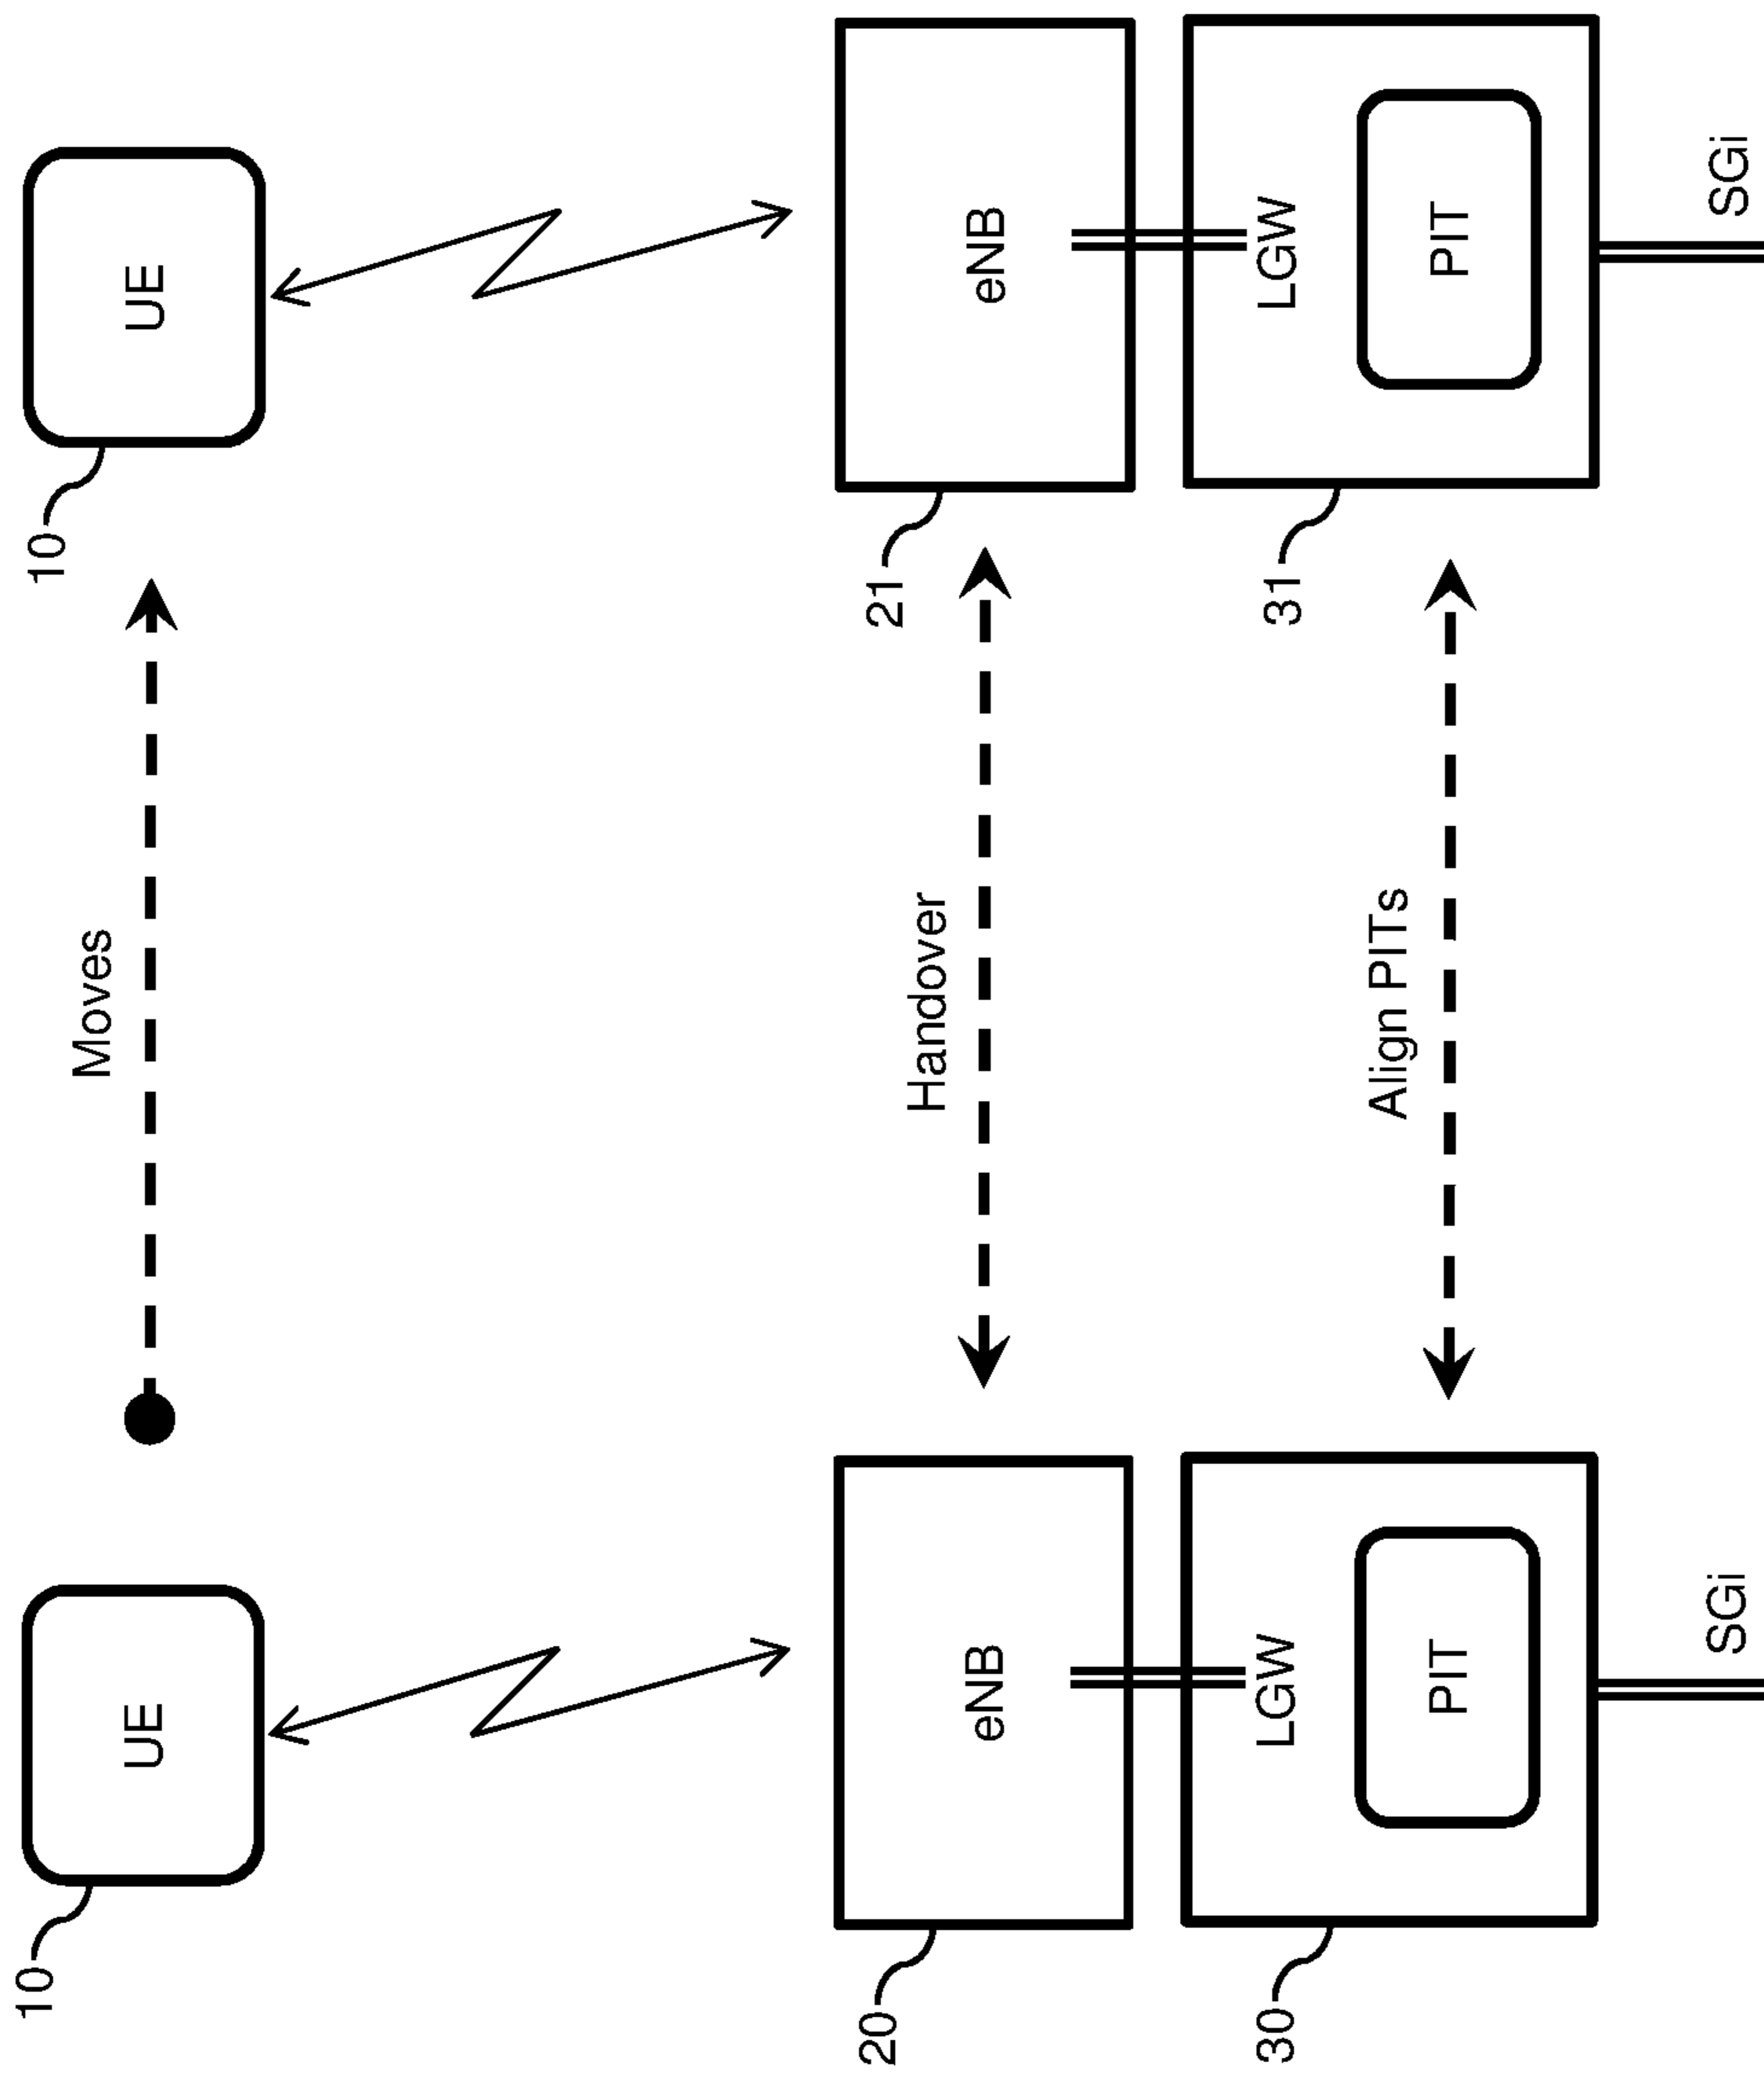 10
UE
Moves
10
UE
20
eNB
Handover
21
eNB
30
LGW
PIT
Align PITs
31
LGW
PIT
SGi
SGi